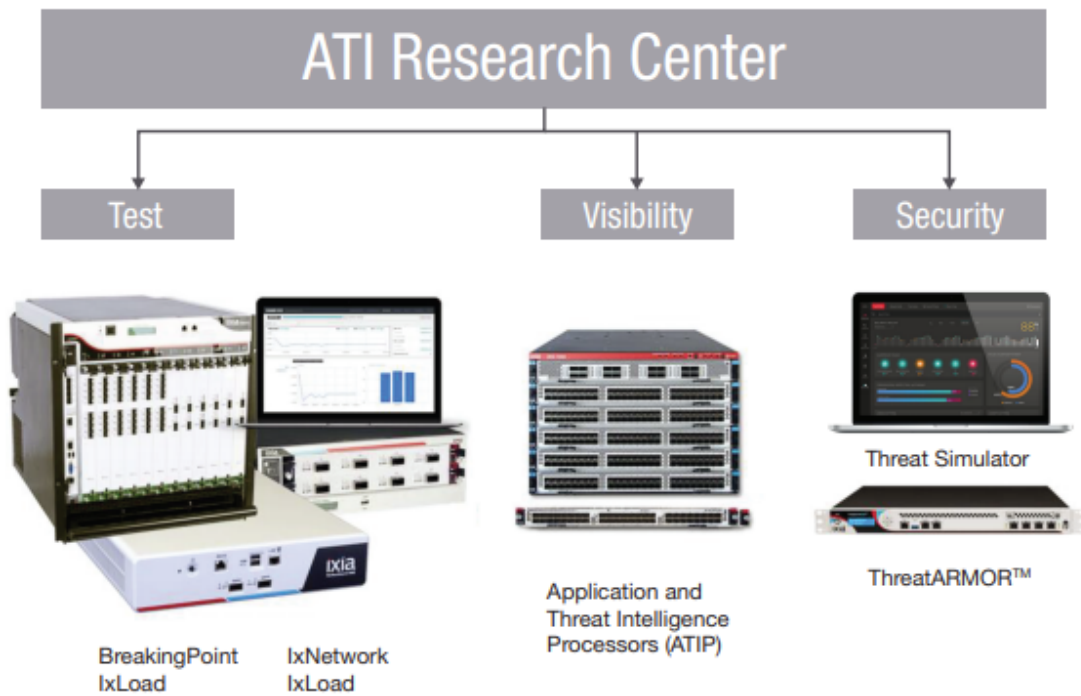 ATI Research Center
Test
Visibility
Security
ixia
BreakingPoint
IxLoad
IxNetwork
IxLoad
Application and
Threat Intelligence
Processors (ATIP)
Threat Simulator
ixia
ThreatARMOR™